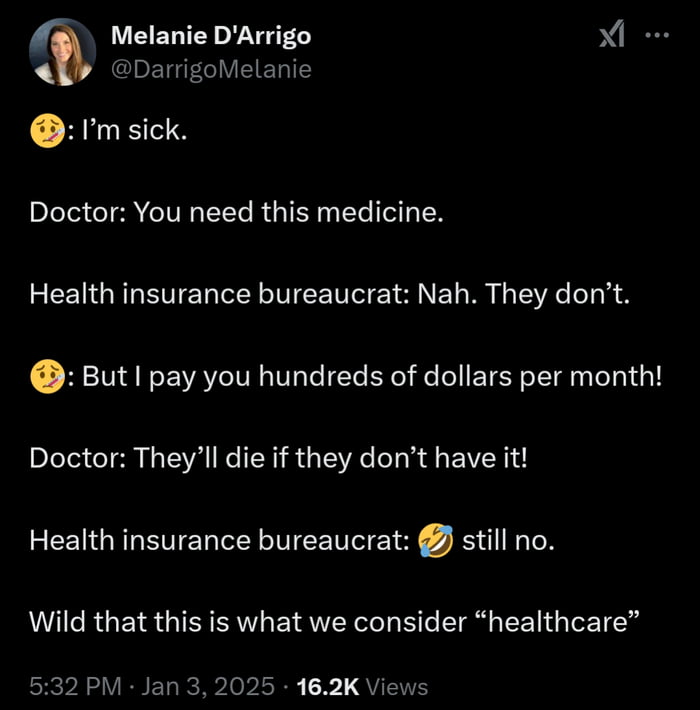 Melanie D'Arrigo
@DarrigoMelanie
🤒: I’m sick.
Doctor: You need this medicine.
Health insurance bureaucrat: Nah. They don’t.
🤒: But I pay you hundreds of dollars per month!
Doctor: They’ll die if they don’t have it!
Health insurance bureaucrat: 🤣 still no.
Wild that this is what we consider “healthcare”
5:32 PM · Jan 3, 2025 · 16.2K Views